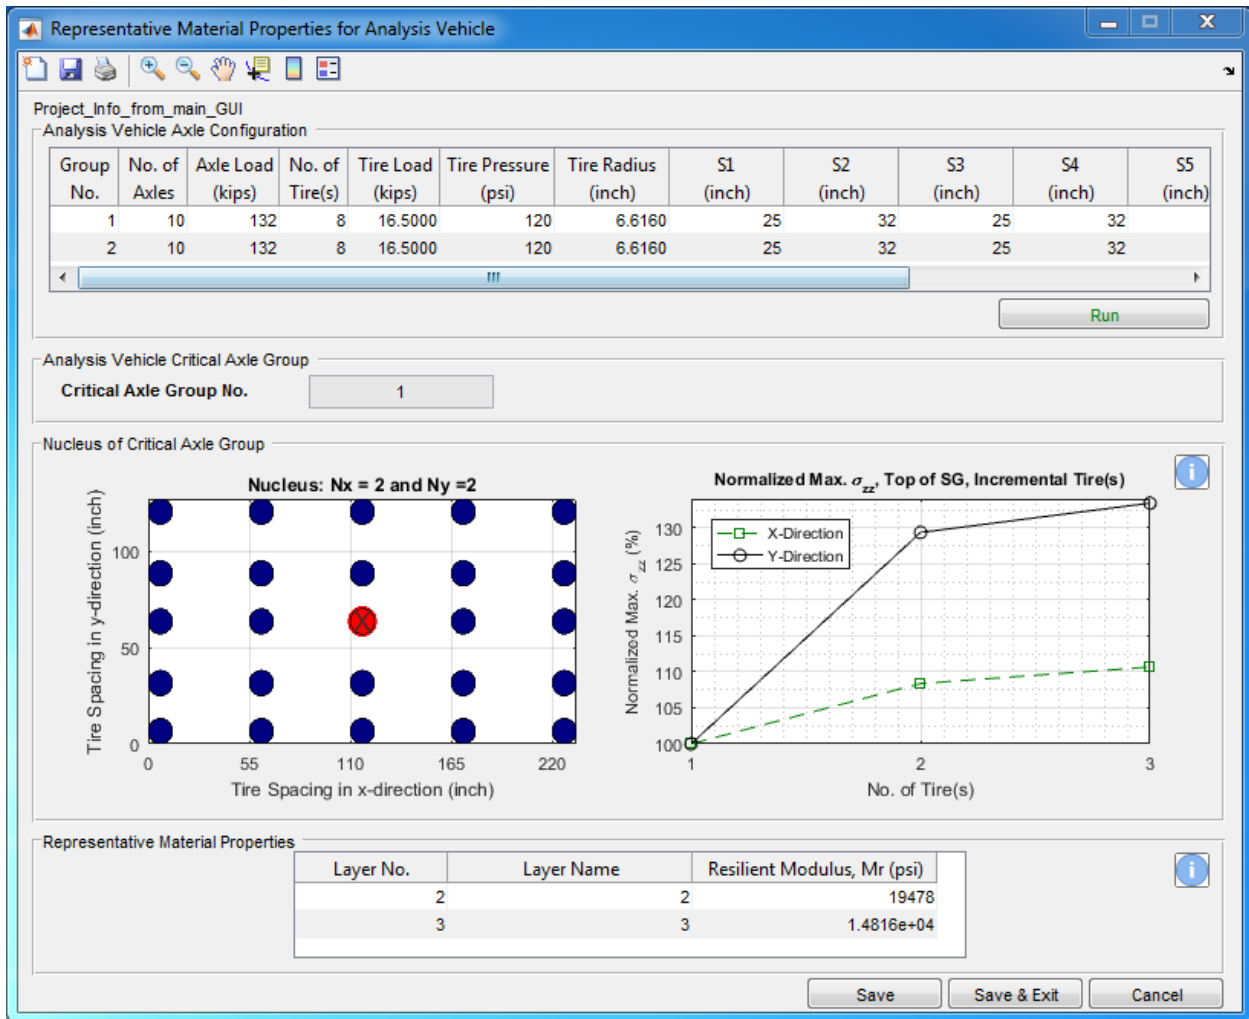 Representative Material Properties for Analysis Vehicle
Project_Info_from_main_GUI
Analysis Vehicle Axle Configuration
Group No. No. of Axles Axle Load (kips) No. of Tire(s) Tire Load (kips) Tire Pressure (psi) Tire Radius (inch) S1 (inch) S2 (inch) S3 (inch) S4 (inch) S5 (inch)
1 10 132 8 16.5000 120 6.6160 25 32 25 32
2 10 132 8 16.5000 120 6.6160 25 32 25 32
Run
Analysis Vehicle Critical Axle Group
Critical Axle Group No. 1
Nucleus of Critical Axle Group
Nucleus: Nx = 2 and Ny =2
Tire Spacing in y-direction (inch)
100
50
0
0 55 110 165 220
Tire Spacing in x-direction (inch)
Normalized Max. σzz, Top of SG, Incremental Tire(s)
Normalized Max. σzz (%)
X-Direction
Y-Direction
130
125
120
115
110
105
100
1 2 3
No. of Tire(s)
Representative Material Properties
Layer No. Layer Name Resilient Modulus, Mr (psi)
2 2 19478
3 3 1.4816e+04
Save Save & Exit Cancel